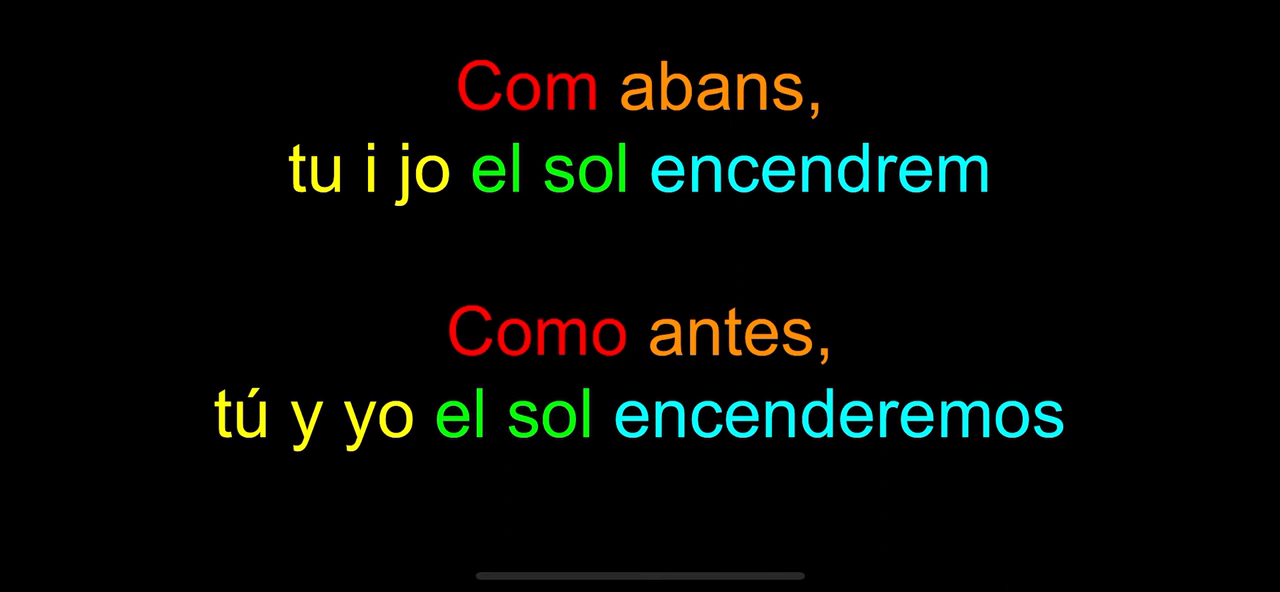 Com abans,
tu i jo el sol encendrem
Como antes,
tú y yo el sol encenderemos